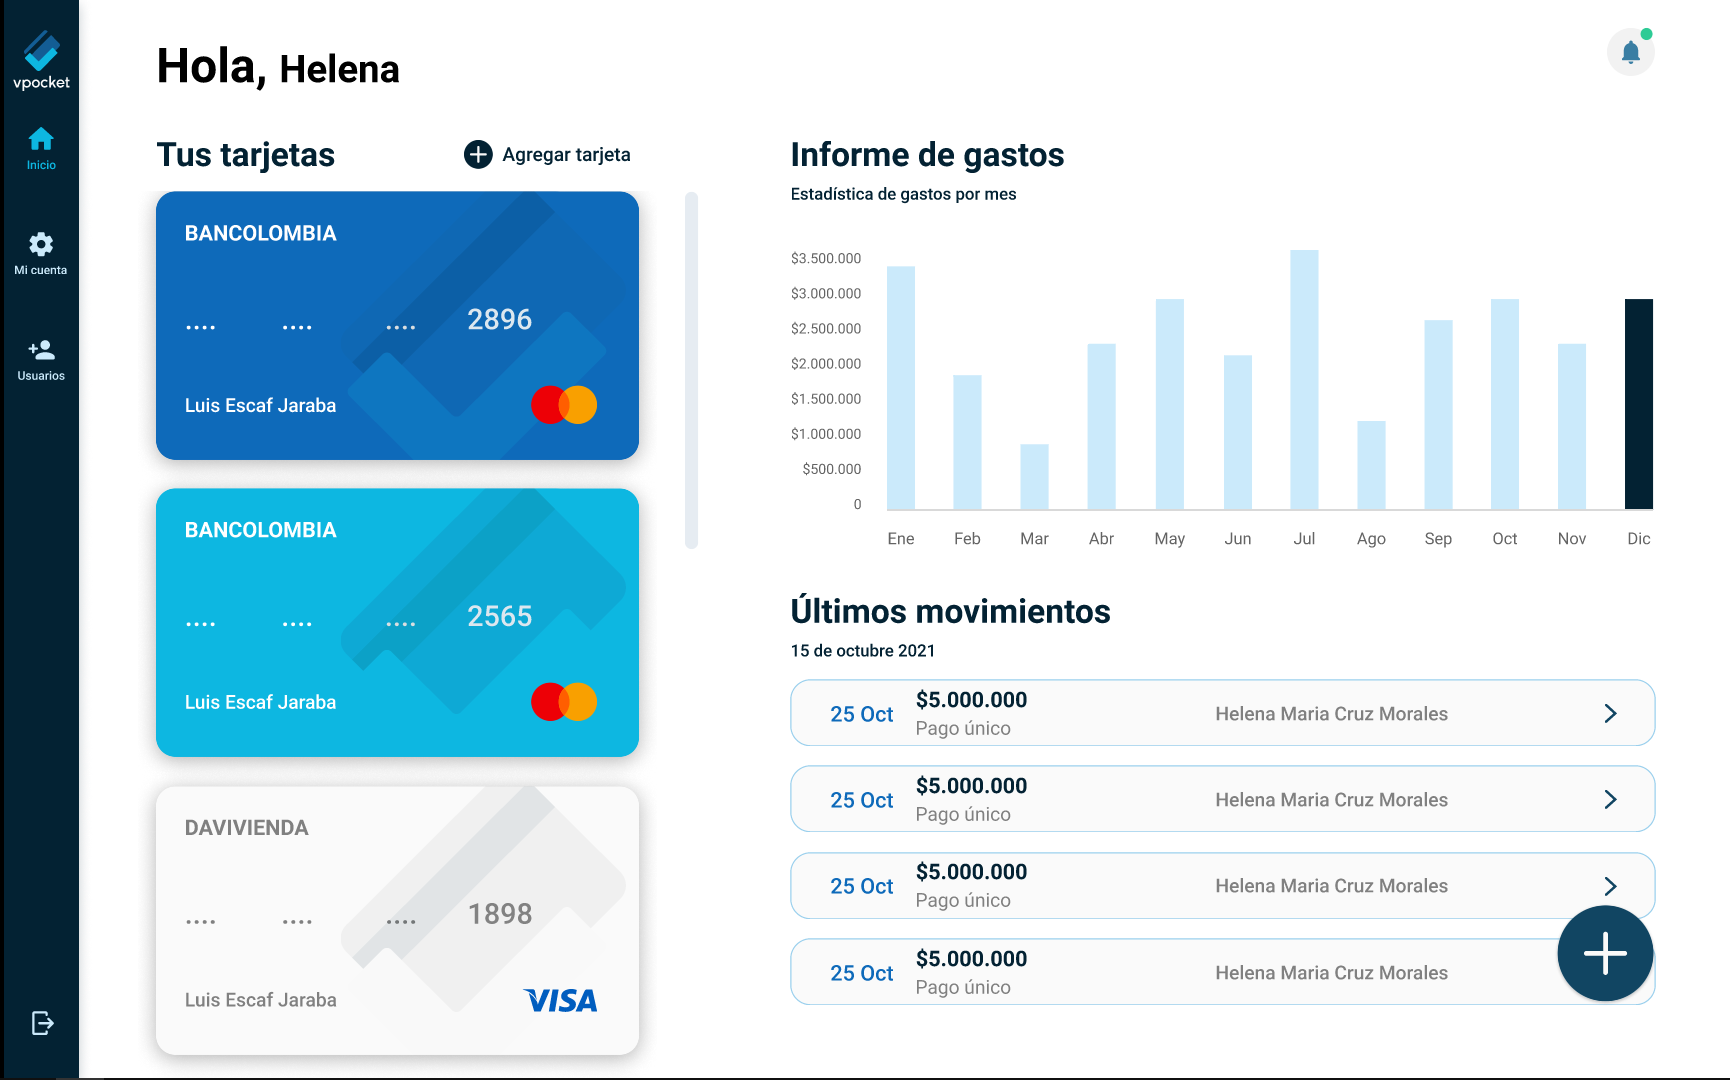 vpocket
Inicio
Mi cuenta
Usuarios
Hola, Helena
Tus tarjetas
Agregar tarjeta
BANCOLOMBIA
.... .... .... 2896
Luis Escaf Jaraba
BANCOLOMBIA
.... .... .... 2565
Luis Escaf Jaraba
DAVIVIENDA
.... .... .... 1898
Luis Escaf Jaraba
VISA
Informe de gastos
Estadística de gastos por mes
$3.500.000
$3.000.000
$2.500.000
$2.000.000
$1.500.000
$1.000.000
$500.000
0
Ene Feb Mar Abr May Jun Jul Ago Sep Oct Nov Dic
Últimos movimientos
15 de octubre 2021
25 Oct $5.000.000 Helena Maria Cruz Morales
Pago único
25 Oct $5.000.000 Helena Maria Cruz Morales
Pago único
25 Oct $5.000.000 Helena Maria Cruz Morales
Pago único
25 Oct $5.000.000 Helena Maria Cruz Morales
Pago único